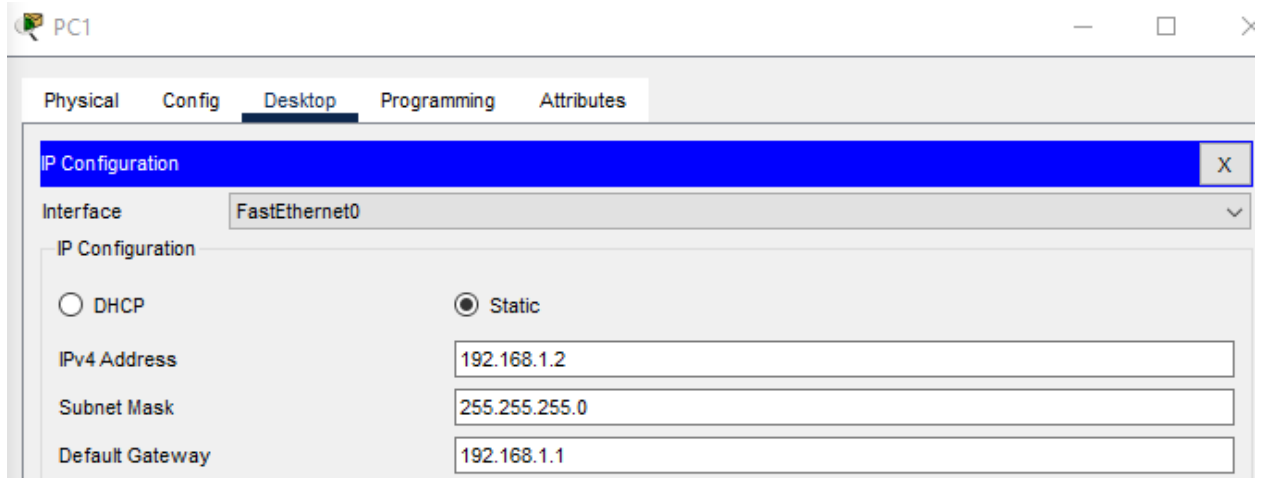 PC1
Physical Config Desktop Programming Attributes
IP Configuration X
Interface FastEthernet0
IP Configuration
DHCP Static
IPv4 Address 192.168.1.2
Subnet Mask 255.255.255.0
Default Gateway 192.168.1.1